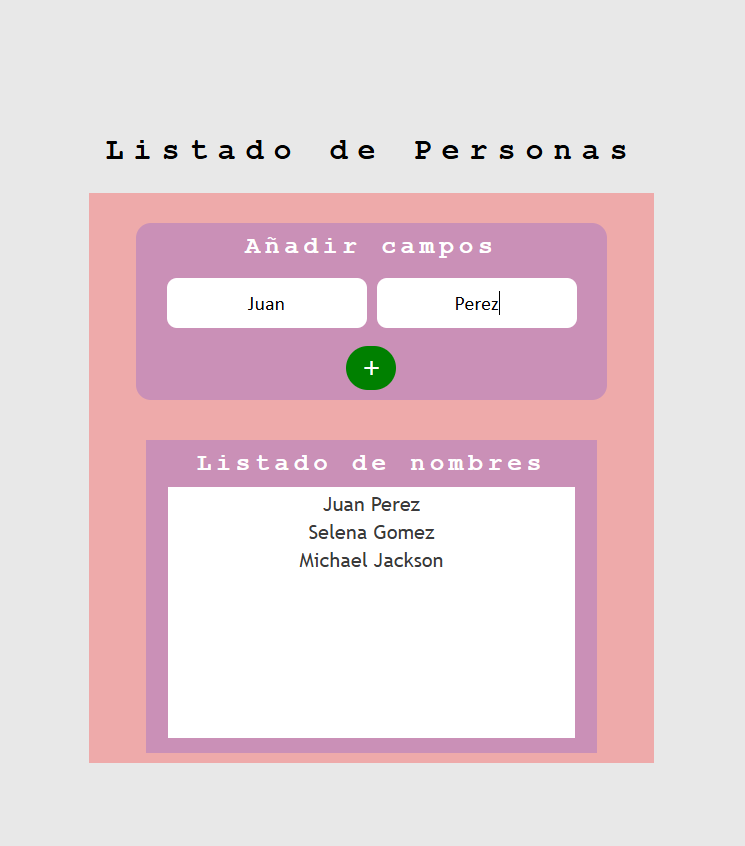 Listado de Personas
Añadir campos
Juan Perez
+
Listado de nombres
Juan Perez
Selena Gomez
Michael Jackson